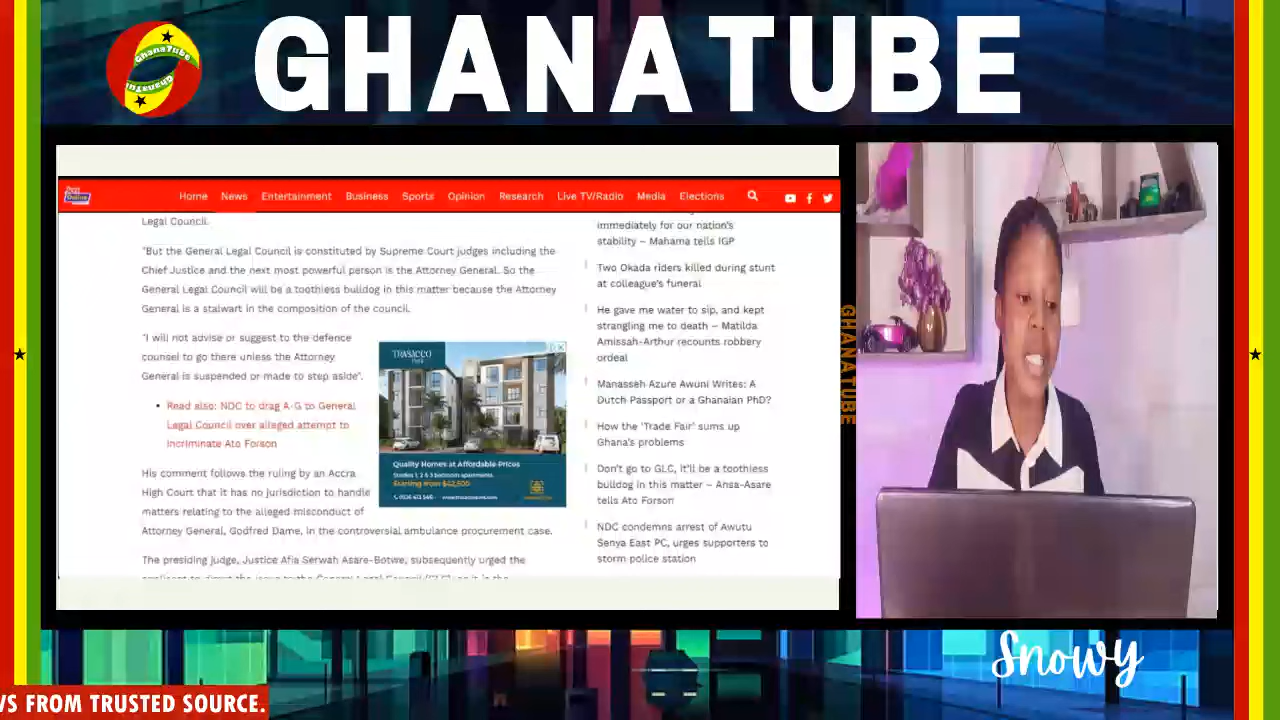 GHANATUBE
GhanaTube
Home News Entertainment Business Sports Opinion Research Live TV/Radio Media Elections
Legal Council.
"But the General Legal Council is constituted by Supreme Court judges including the
Chief Justice and the next most powerful person is the Attorney General. So the
General Legal Council will be a toothless bulldog in this matter because the Attorney
General is a stalwart in the composition of the council.
"I will not advise or suggest to the defence
counsel to go there unless the Attorney
General is suspended or made to step aside".
• Read also: NDC to drag A-G to General
Legal Council over alleged attempt to
incriminate Ato Forson
His comment follows the ruling by an Accra
High Court that it has no jurisdiction to handle
matters relating to the alleged misconduct of
Attorney General, Godfred Dame, in the controversial ambulance procurement case.
The presiding judge, Justice Afia Serwah Asare-Botwe, subsequently urged the
TRASACCO
Quality Homes at Affordable Prices
Studios, 1, 2 & 3 bedroom apartments.
Starting from
immediately for our nation's
stability – Mahama tells IGP
Two Okada riders killed during stunt
at colleague's funeral
He gave me water to sip, and kept
strangling me to death – Matilda
Amissah-Arthur recounts robbery
ordeal
Manasseh Azure Awuni Writes: A
Dutch Passport or a Ghanaian PhD?
How the 'Trade Fair' sums up
Ghana's problems
Don't go to GLC, it'll be a toothless
bulldog in this matter – Ansa-Asare
tells Ato Forson
NDC condemns arrest of Awutu
Senya East PC, urges supporters to
storm police station
GHANATUBE
Snowy
WS FROM TRUSTED SOURCE.